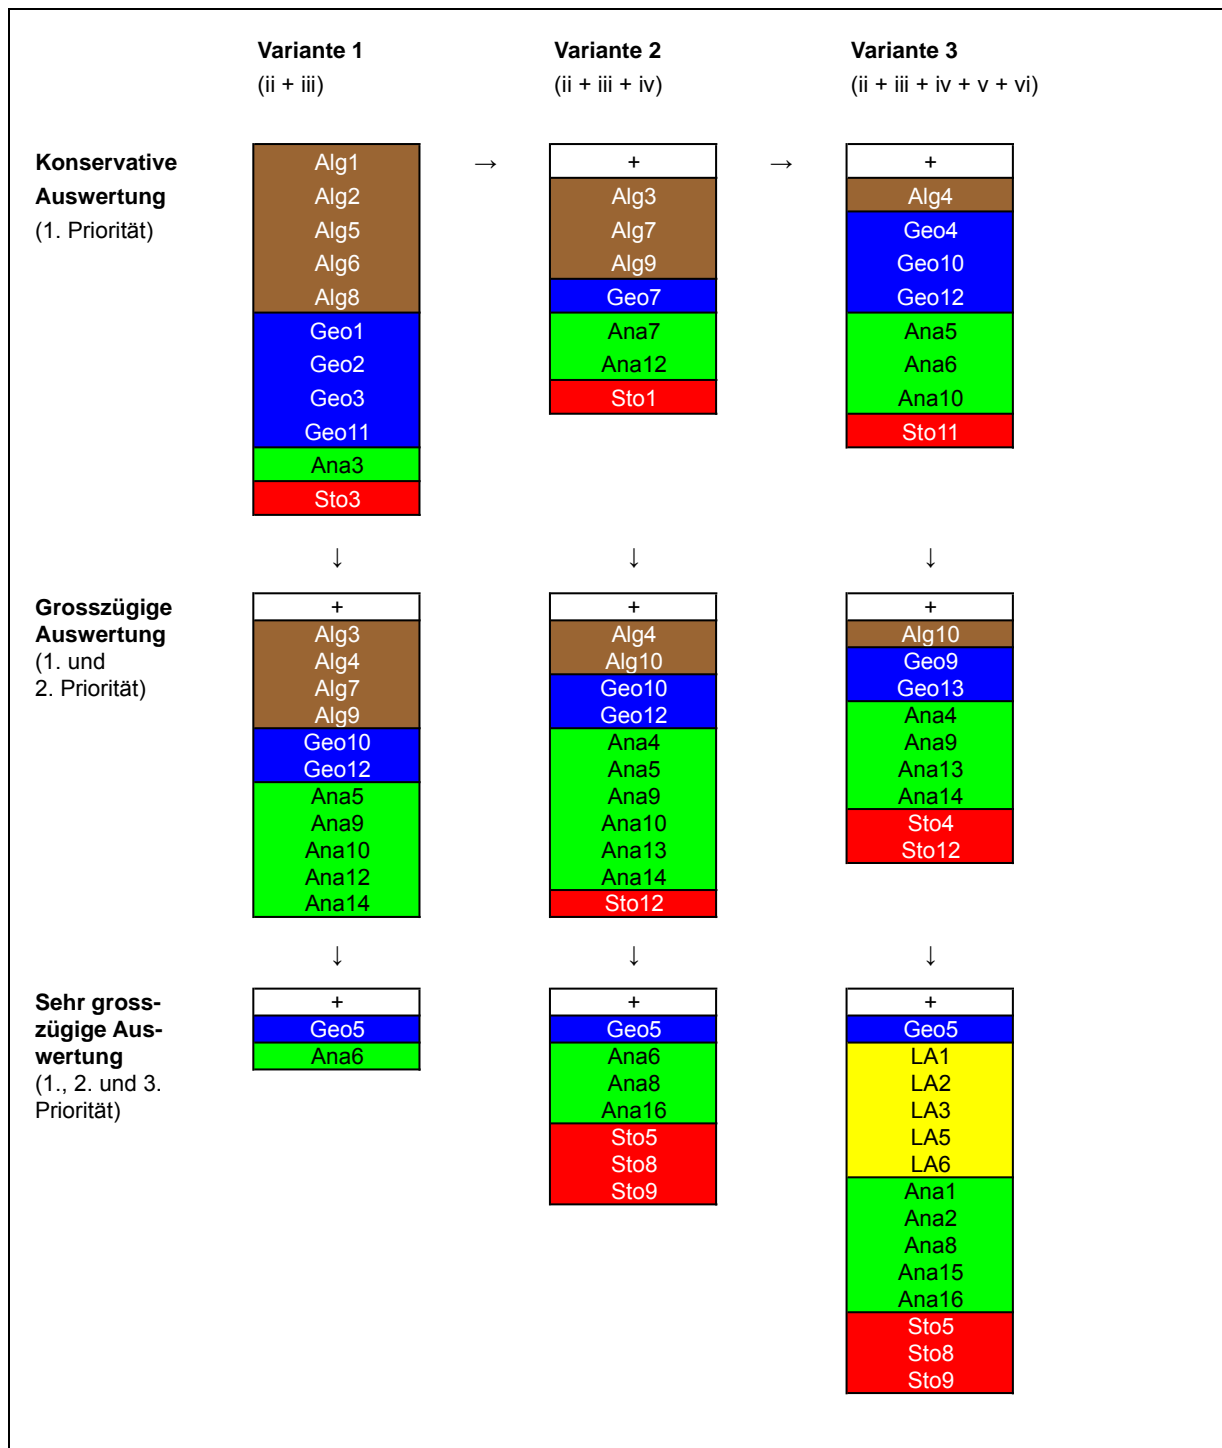 Variante 1
(ii + iii)
Variante 2
(ii + iii + iv)
Variante 3
(ii + iii + iv + v + vi)
Konservative
Auswertung
(1. Priorität)
Alg1
Alg2
Alg5
Alg6
Alg8
Geo1
Geo2
Geo3
Geo11
Ana3
Sto3
→
+
Alg3
Alg7
Alg9
Geo7
Ana7
Ana12
Sto1
→
+
Alg4
Geo4
Geo10
Geo12
Ana5
Ana6
Ana10
Sto11
↓
↓
↓
Grosszügige
Auswertung
(1. und
2. Priorität)
+
Alg3
Alg4
Alg7
Alg9
Geo10
Geo12
Ana5
Ana9
Ana10
Ana12
Ana14
+
Alg4
Alg10
Geo10
Geo12
Ana4
Ana5
Ana9
Ana10
Ana13
Ana14
Sto12
+
Alg10
Geo9
Geo13
Ana4
Ana9
Ana13
Ana14
Sto4
Sto12
↓
↓
↓
Sehr gross-
zügige Aus-
wertung
(1., 2. und 3.
Priorität)
+
Geo5
Ana6
+
Geo5
Ana6
Ana8
Ana16
Sto5
Sto8
Sto9
+
Geo5
LA1
LA2
LA3
LA5
LA6
Ana1
Ana2
Ana8
Ana15
Ana16
Sto5
Sto8
Sto9